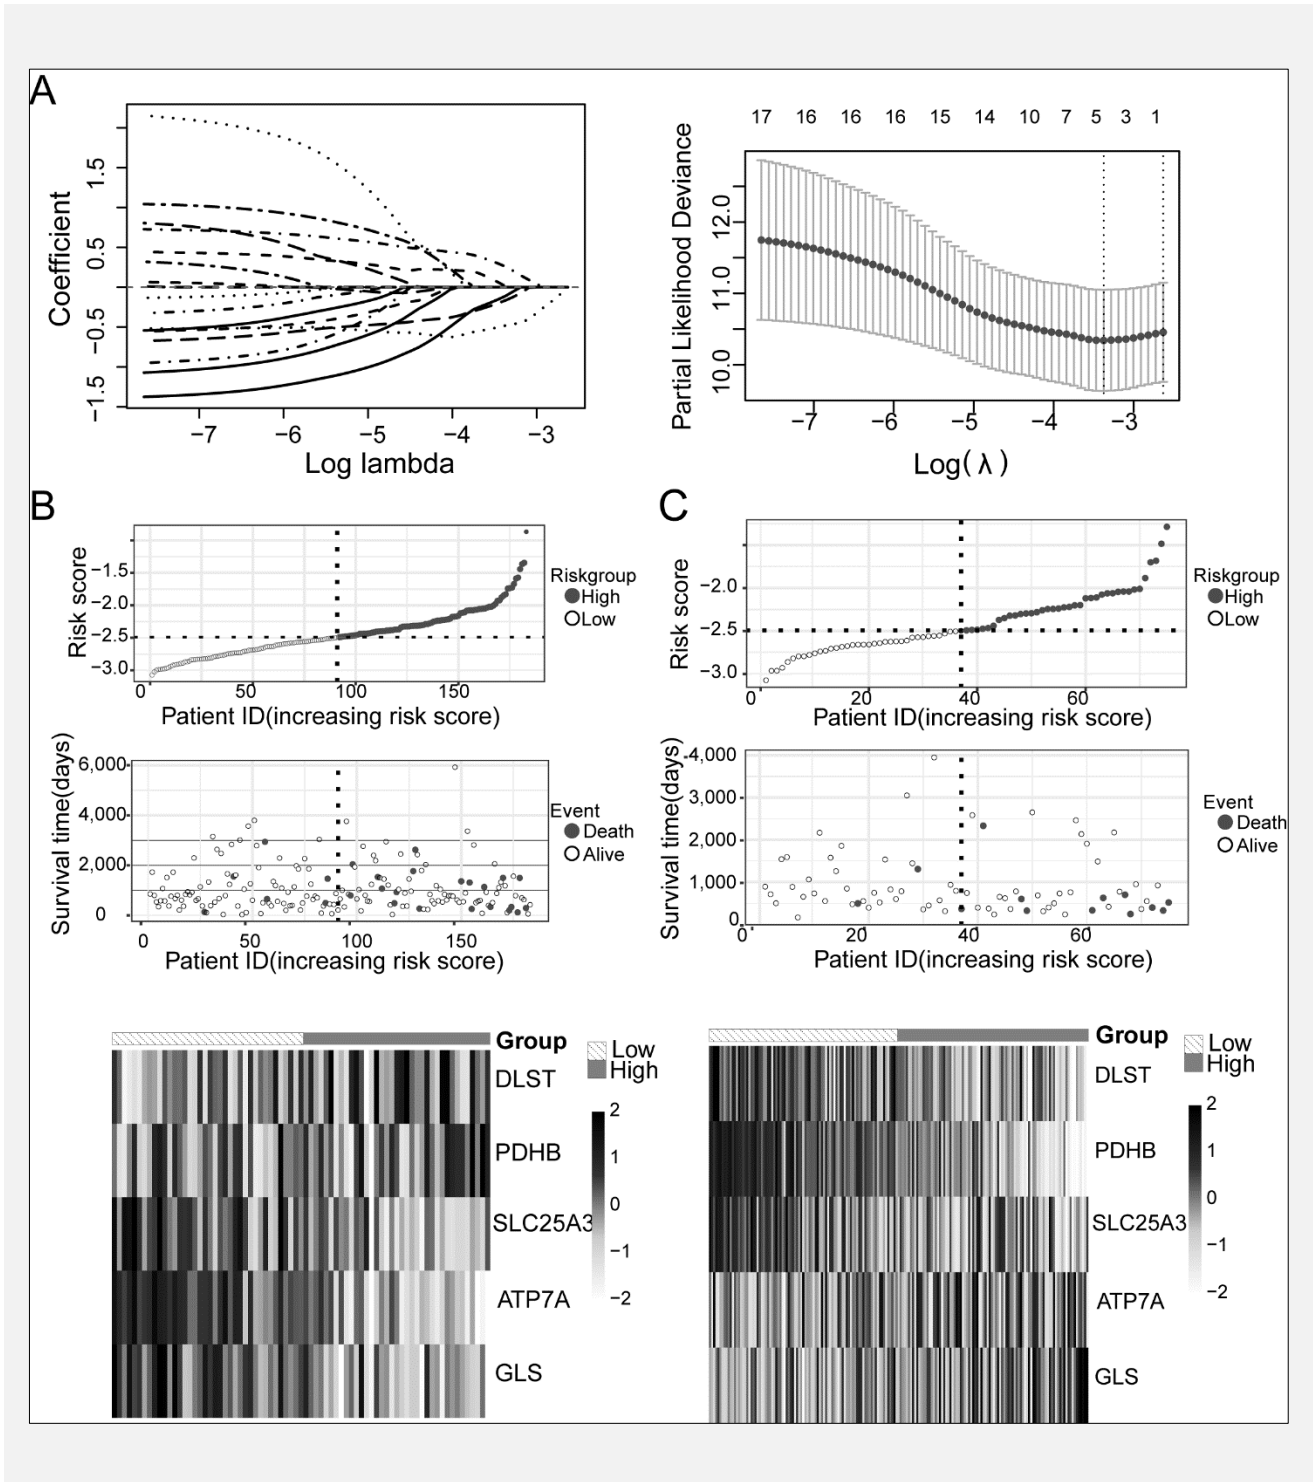 A
Coefficient
1.5
0.5
−0.5
−1.5
−7 −6 −5 −4 −3
Log lambda
17 16 16 16 15 14 10 7 5 3 1
Partial Likelihood Deviance
12.0
11.0
10.0
−7 −6 −5 −4 −3
Log( λ )
B
Risk score
−1.5
−2.0
−2.5
−3.0
0 50 100 150
Patient ID(increasing risk score)
Riskgroup
High
Low
Survival time(days)
6,000
4,000
2,000
0
0 50 100 150
Patient ID(increasing risk score)
Event
Death
Alive
Group
Low
High
DLST
PDHB
SLC25A3
ATP7A
GLS
2
1
0
−1
−2
C
Risk score
−2.0
−2.5
−3.0
0 20 40 60
Patient ID(increasing risk score)
Riskgroup
High
Low
Survival time(days)
4,000
3,000
2,000
1,000
0
0 20 40 60
Patient ID(increasing risk score)
Event
Death
Alive
Group
Low
High
DLST
PDHB
SLC25A3
ATP7A
GLS
2
1
0
−1
−2